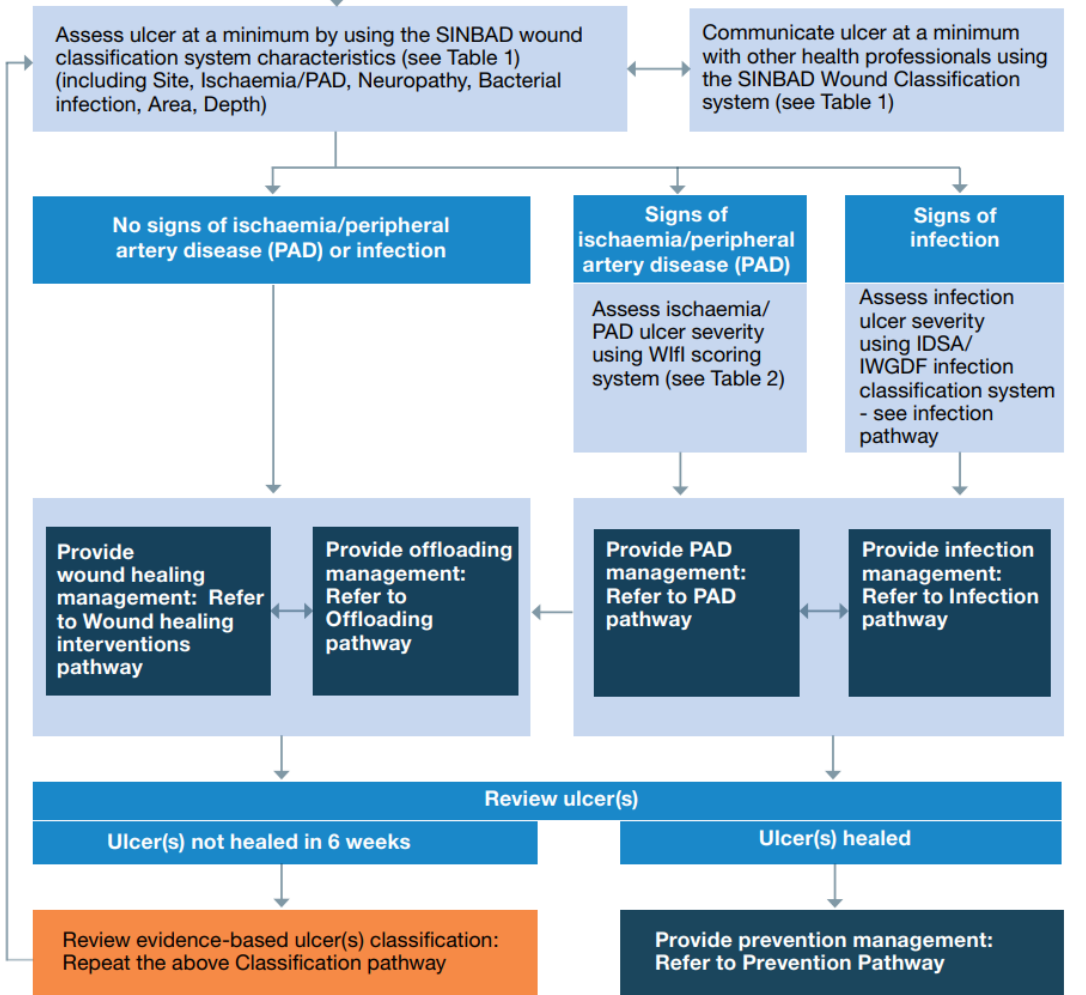 Assess ulcer at a minimum by using the SINBAD wound
classification system characteristics (see Table 1)
(including Site, Ischaemia/PAD, Neuropathy, Bacterial
infection, Area, Depth)
Communicate ulcer at a minimum
with other health professionals using
the SINBAD Wound Classification
system (see Table 1)
No signs of ischaemia/peripheral
artery disease (PAD) or infection
Signs of
ischaemia/peripheral
artery disease (PAD)
Signs of
infection
Assess ischaemia/
PAD ulcer severity
using WIfI scoring
system (see Table 2)
Assess infection
ulcer severity
using IDSA/
IWGDF infection
classification system
- see infection
pathway
Provide
wound healing
management:  Refer
to Wound healing
interventions
pathway
Provide offloading
management:
Refer to
Offloading
pathway
Provide PAD
management:
Refer to PAD
pathway
Provide infection
management:
Refer to Infection
pathway
Review ulcer(s)
Ulcer(s) not healed in 6 weeks
Ulcer(s) healed
Review evidence-based ulcer(s) classification:
Repeat the above Classification pathway
Provide prevention management:
Refer to Prevention Pathway